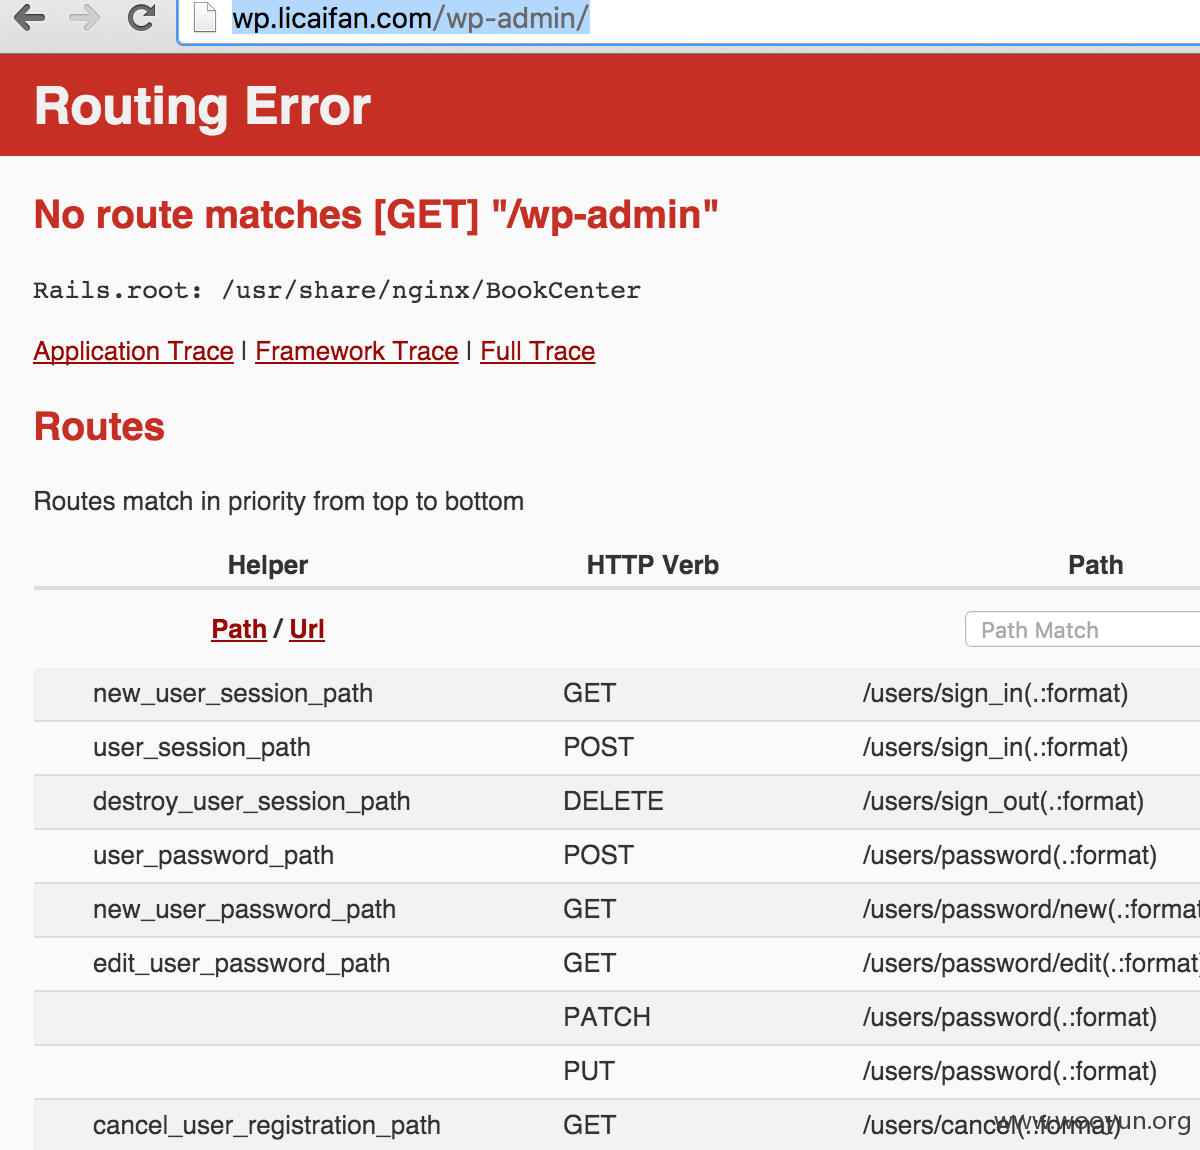 wp.licaifan.com/wp-admin/
Routing Error
No route matches [GET] "/wp-admin"
Rails.root: /usr/share/nginx/BookCenter
Application Trace | Framework Trace | Full Trace
Routes
Routes match in priority from top to bottom
Helper HTTP Verb Path
Path / Url Path Match
new_user_session_path GET /users/sign_in(.:format)
user_session_path POST /users/sign_in(.:format)
destroy_user_session_path DELETE /users/sign_out(.:format)
user_password_path POST /users/password(.:format)
new_user_password_path GET /users/password/new(.:format
edit_user_password_path GET /users/password/edit(.:format)
PATCH /users/password(.:format)
PUT /users/password(.:format)
cancel_user_registration_path GET /users/cancel(.:format)
www.wooyun.org